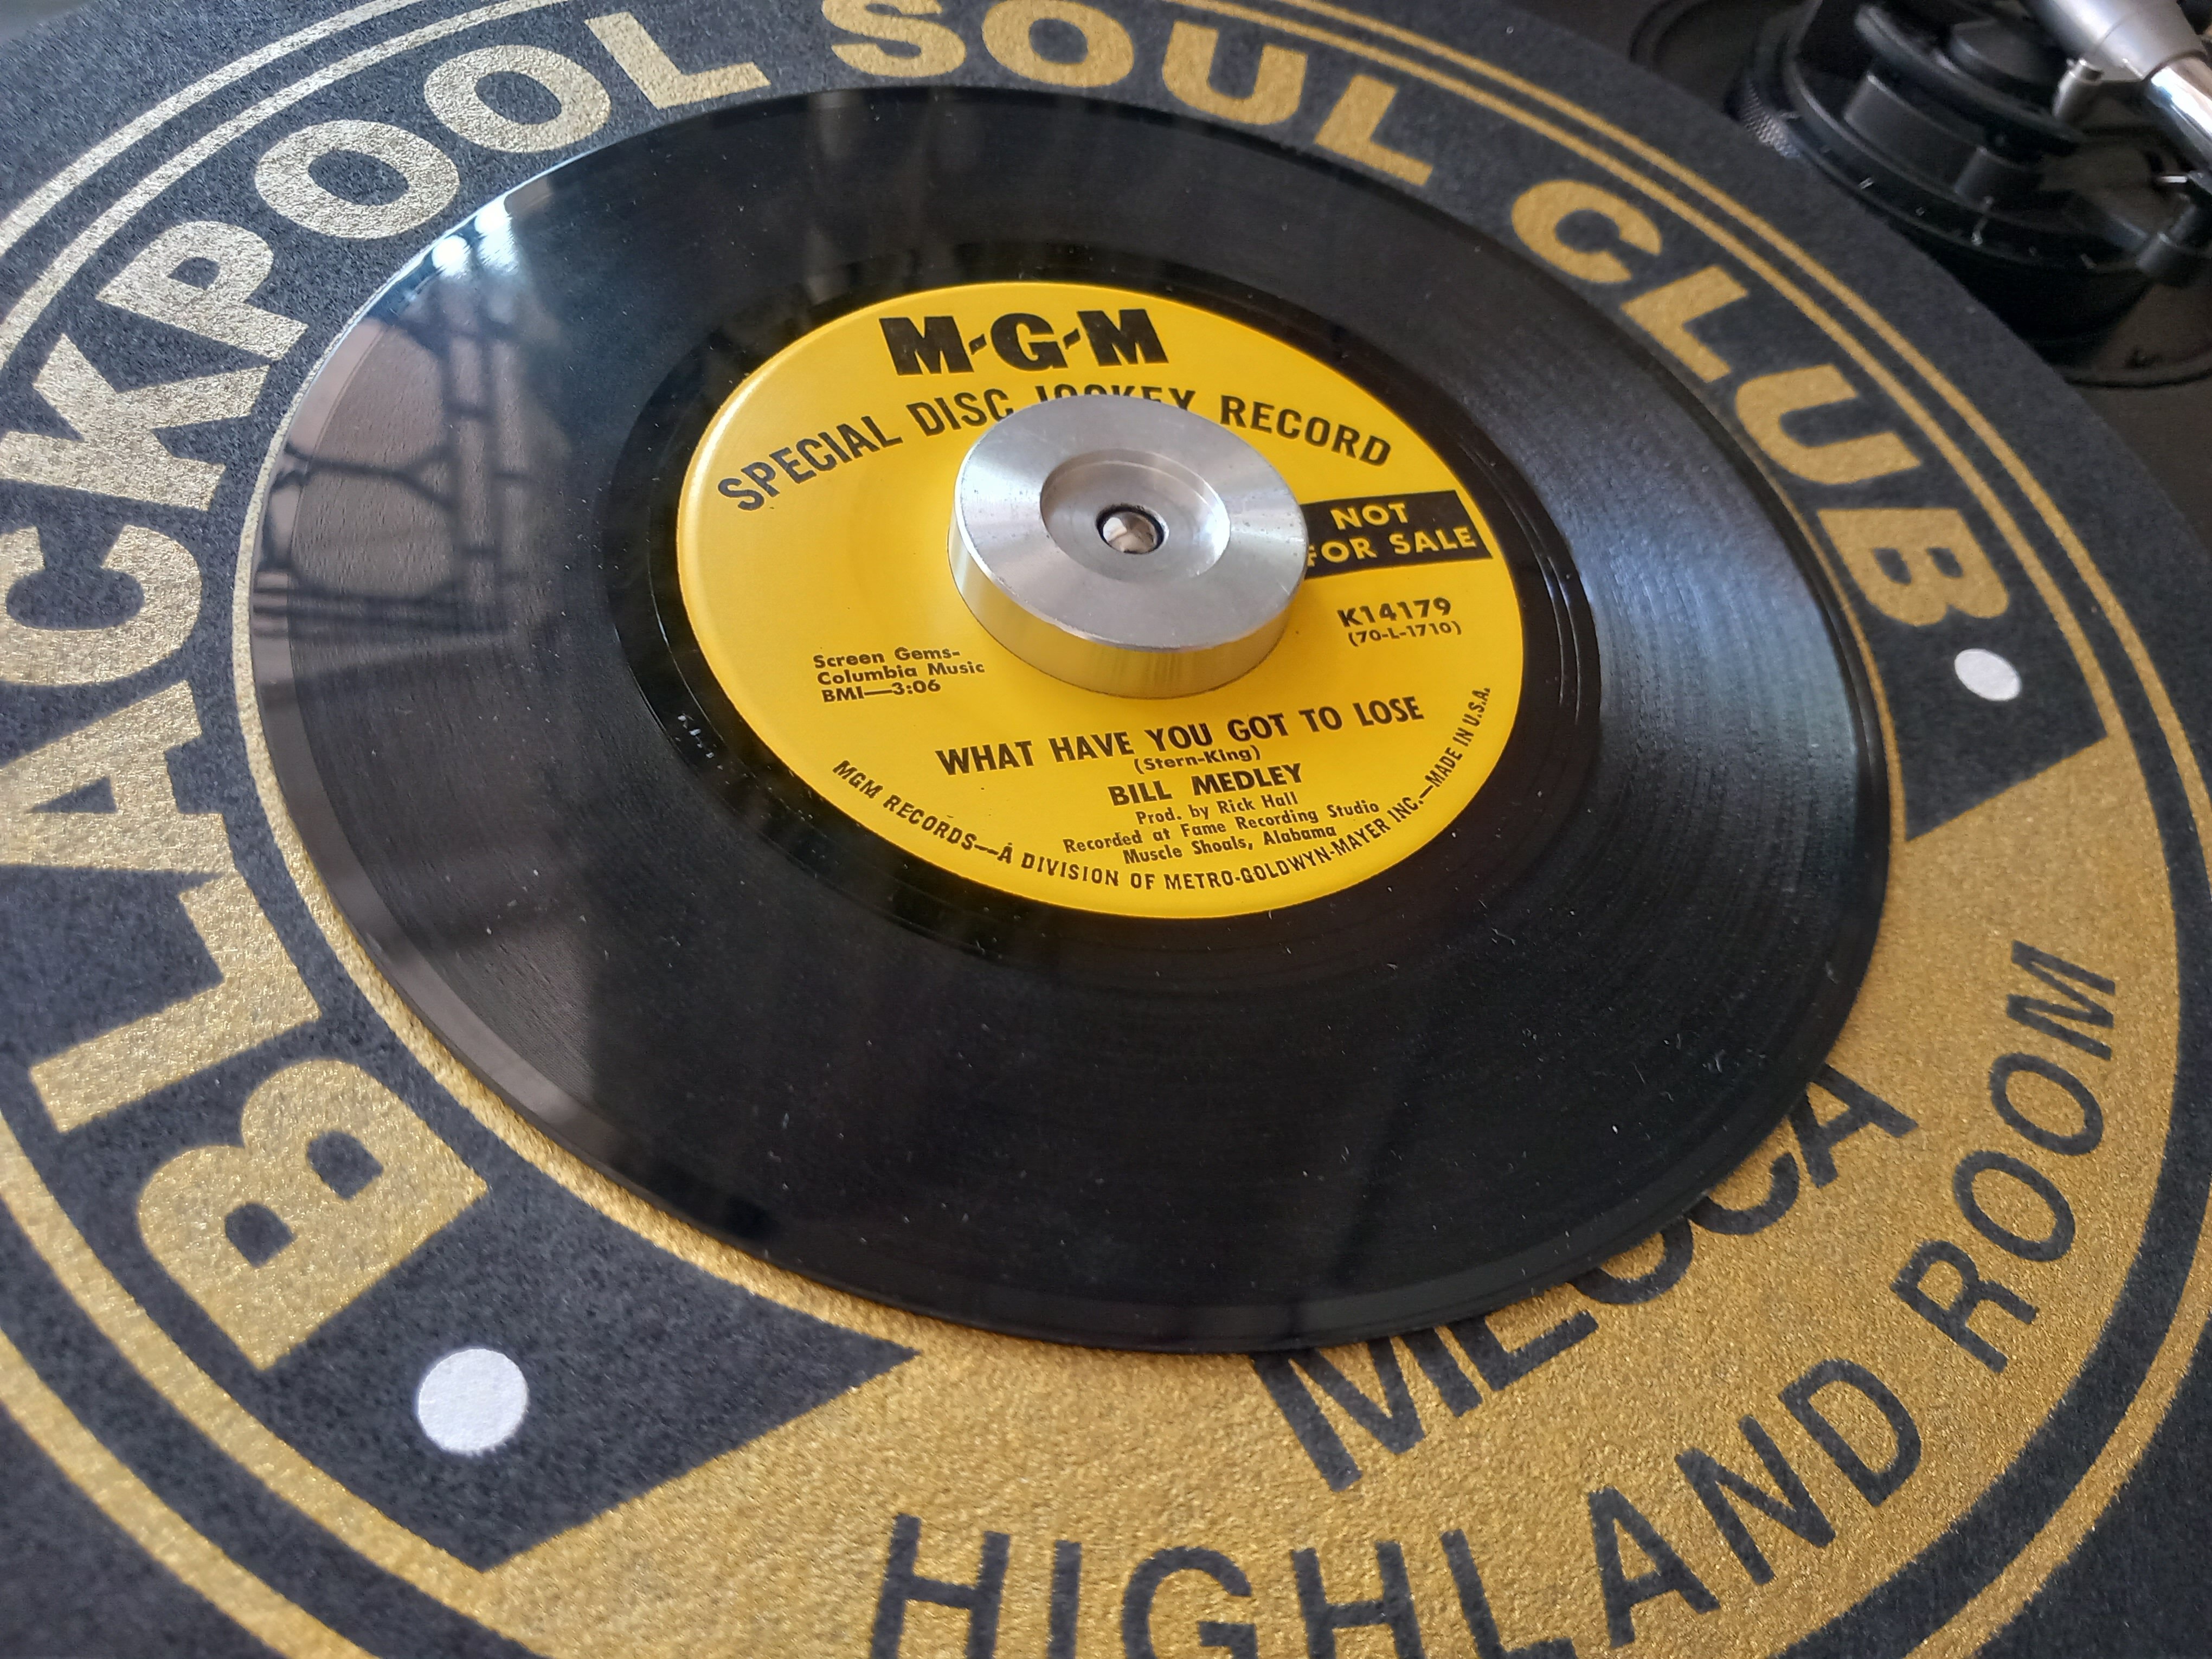 BLACKPOOL SOUL CLUB
M-G-M
SPECIAL DISC JOCKEY RECORD
NOT
FOR SALE
K14179
(70-L-1710)
Screen Gems-
Columbia Music
BMI—3:06
WHAT HAVE YOU GOT TO LOSE
(Stern-King)
BILL MEDLEY
Prod. by Rick Hall
Recorded at Fame Recording Studio
Muscle Shoals, Alabama
MGM RECORDS—A DIVISION OF METRO-GOLDWYN-MAYER INC.—MADE IN U.S.A.
MECCA
HIGHLAND ROOM